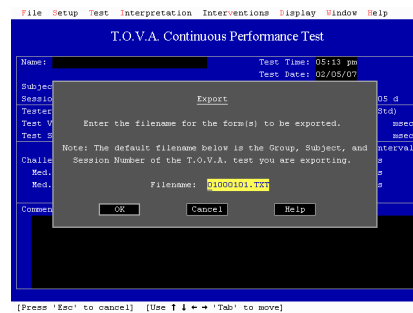 File Setup Test Interpretation Interventions Display Window Help
T.O.V.A. Continuous Performance Test
Name: Test Time: 05:13 pm
Test Date: 02/05/07
Subjec
Sessio Export 05 d
Tester Std)
Test V Enter the filename for the form(s) to be exported. msec
Test S msec
Note: The default filename below is the Group, Subject, and nterval
Challe Session Number of the T.O.V.A. test you are exporting. s
Med. s
Med. Filename: 01000101.TXT s
Commen OK Cancel Help
[Press 'Esc' to cancel] [Use ↑ ↓ ← → 'Tab' to move]